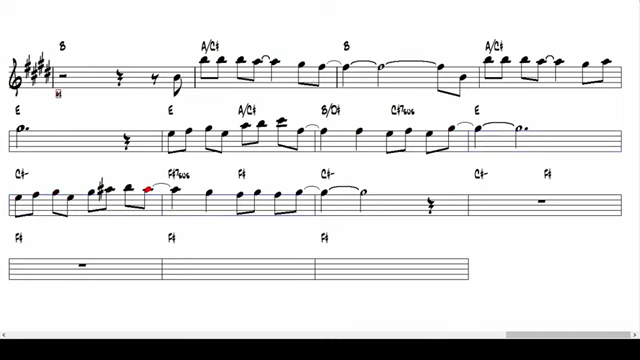 B A/C# B A/C#
E E A/C# B/D# C#7sus E
C#- F#7sus F# C#- C#- F#
F# F# F#